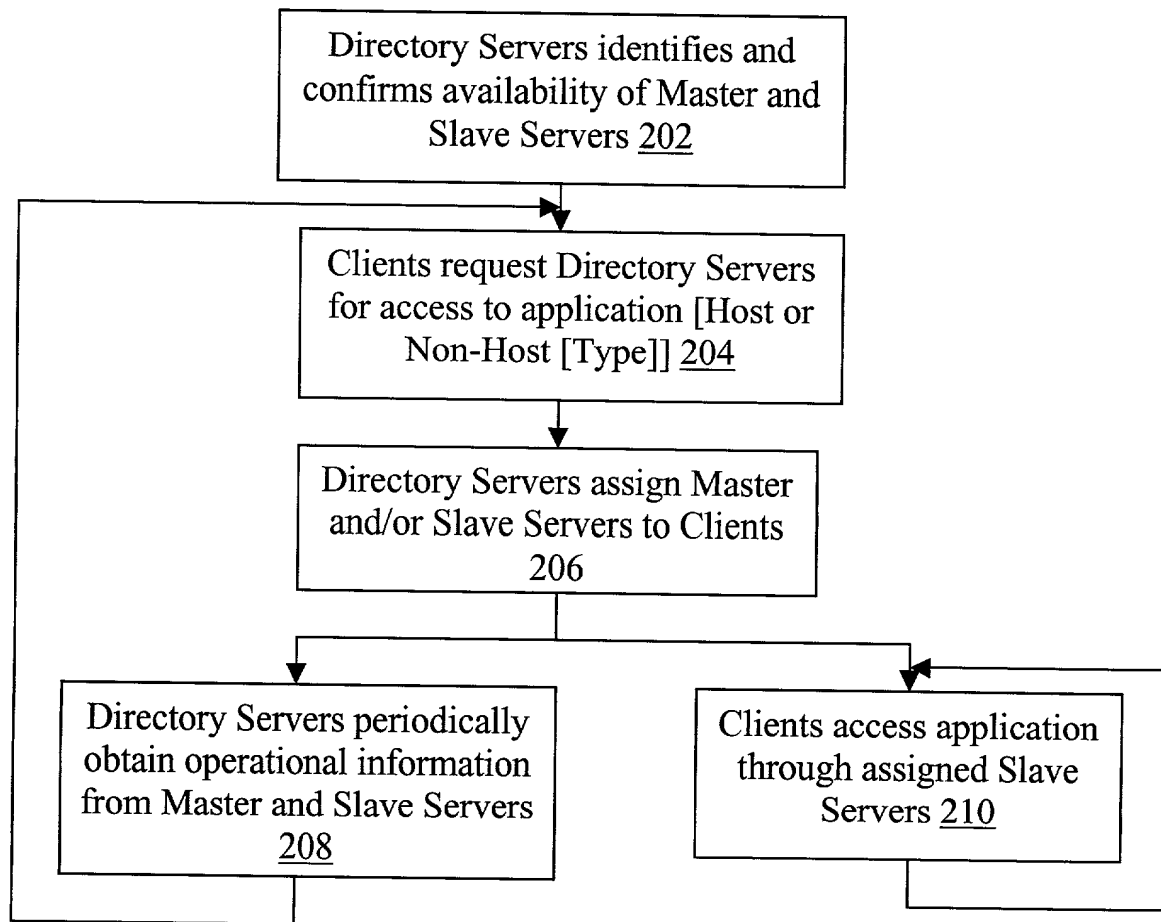 Directory Servers identifies and
confirms availability of Master and
Slave Servers 202
Clients request Directory Servers
for access to application [Host or
Non-Host [Type]] 204
Directory Servers assign Master
and/or Slave Servers to Clients
206
Directory Servers periodically
obtain operational information
from Master and Slave Servers
208
Clients access application
through assigned Slave
Servers 210